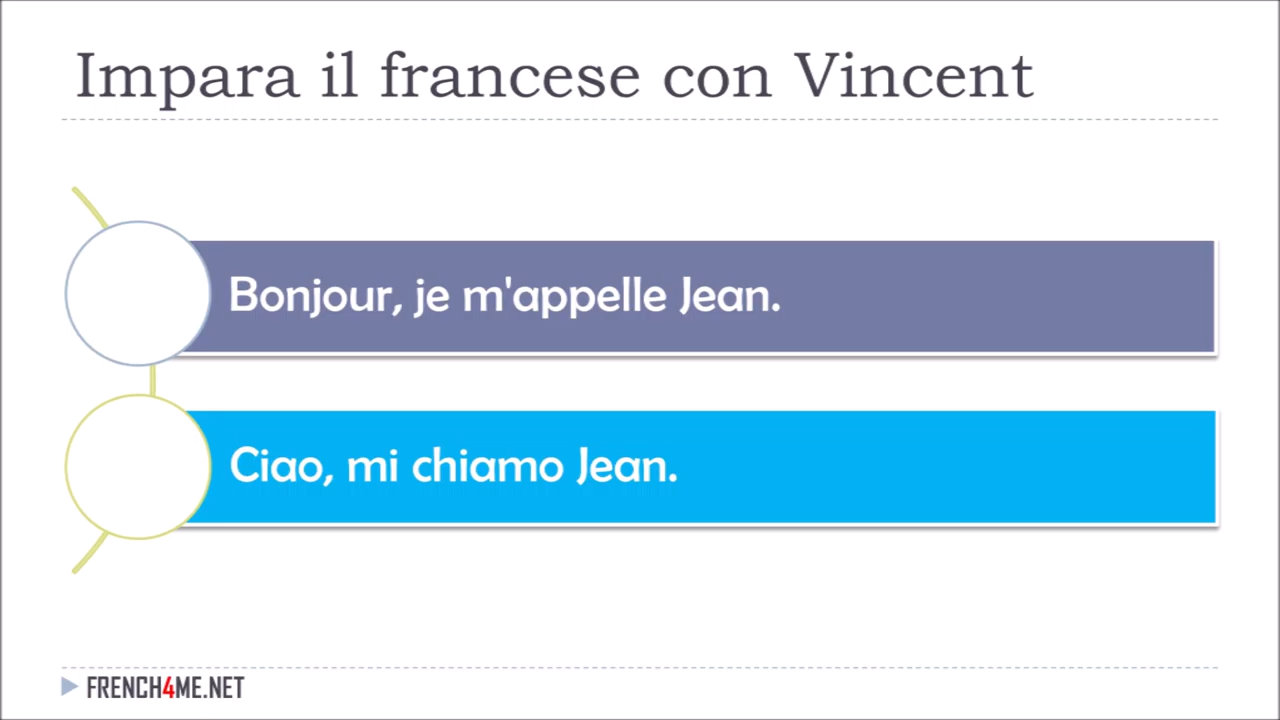 Impara il francese con Vincent
Bonjour, je m'appelle Jean.
Ciao, mi chiamo Jean.
FRENCH4ME.NET